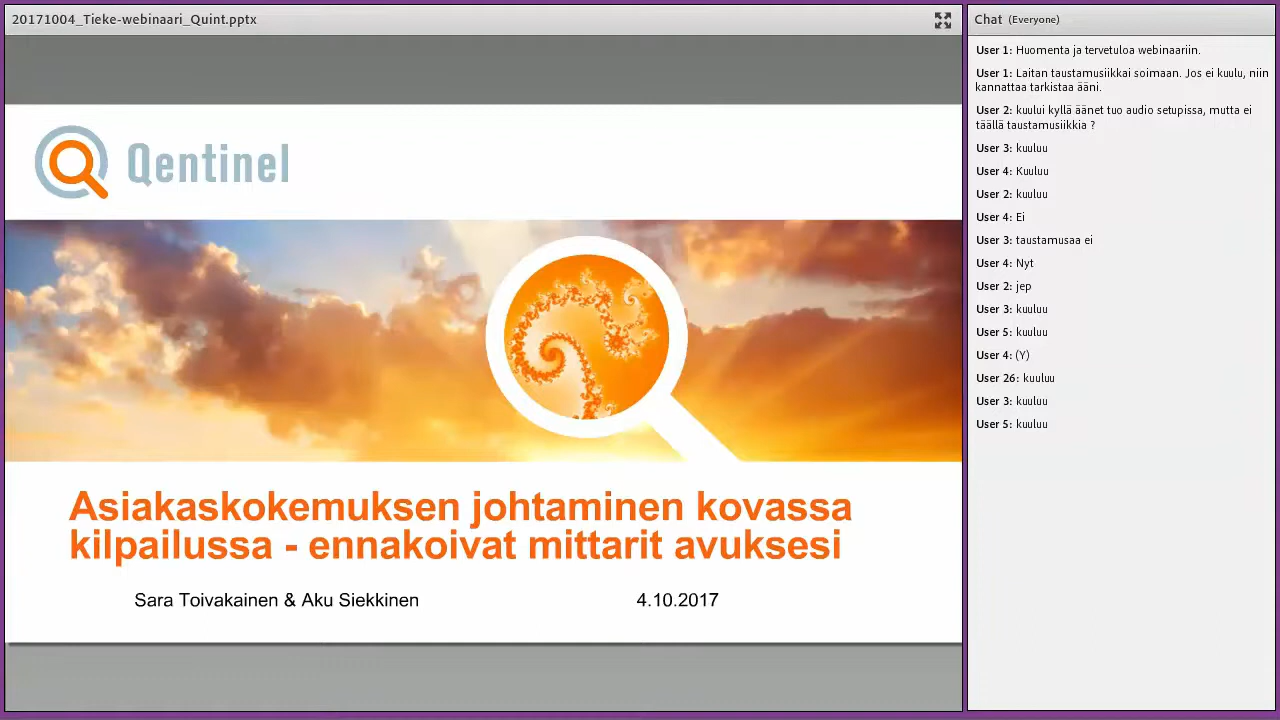 20171004_Tieke-webinaari_Quint.pptx
Qentinel
Asiakaskokemuksen johtaminen kovassa
kilpailussa - ennakoivat mittarit avuksesi
Sara Toivakainen & Aku Siekkinen
4.10.2017
Chat (Everyone)
User 1: Huomenta ja tervetuloa webinaariin.
User 1: Laitan taustamusiikkai soimaan. Jos ei kuulu, niin
kannattaa tarkistaa ääni.
User 2: kuului kyllä äänet tuo audio setupissa, mutta ei
täällä taustamusiikkia ?
User 3: kuuluu
User 4: Kuuluu
User 2: kuuluu
User 4: Ei
User 3: taustamusaa ei
User 4: Nyt
User 2: jep
User 3: kuuluu
User 5: kuuluu
User 4: (Y)
User 26: kuuluu
User 3: kuuluu
User 5: kuuluu